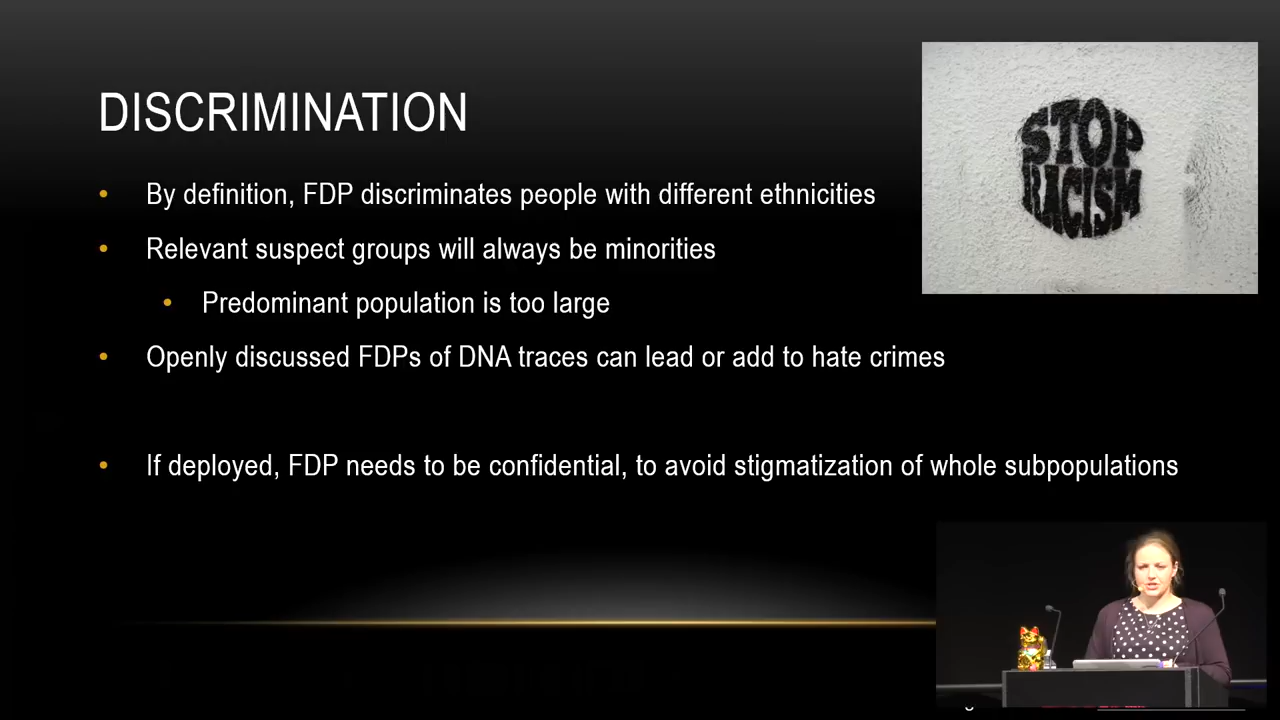 DISCRIMINATION
STOP
RACISM
• By definition, FDP discriminates people with different ethnicities
• Relevant suspect groups will always be minorities
• Predominant population is too large
• Openly discussed FDPs of DNA traces can lead or add to hate crimes
• If deployed, FDP needs to be confidential, to avoid stigmatization of whole subpopulations